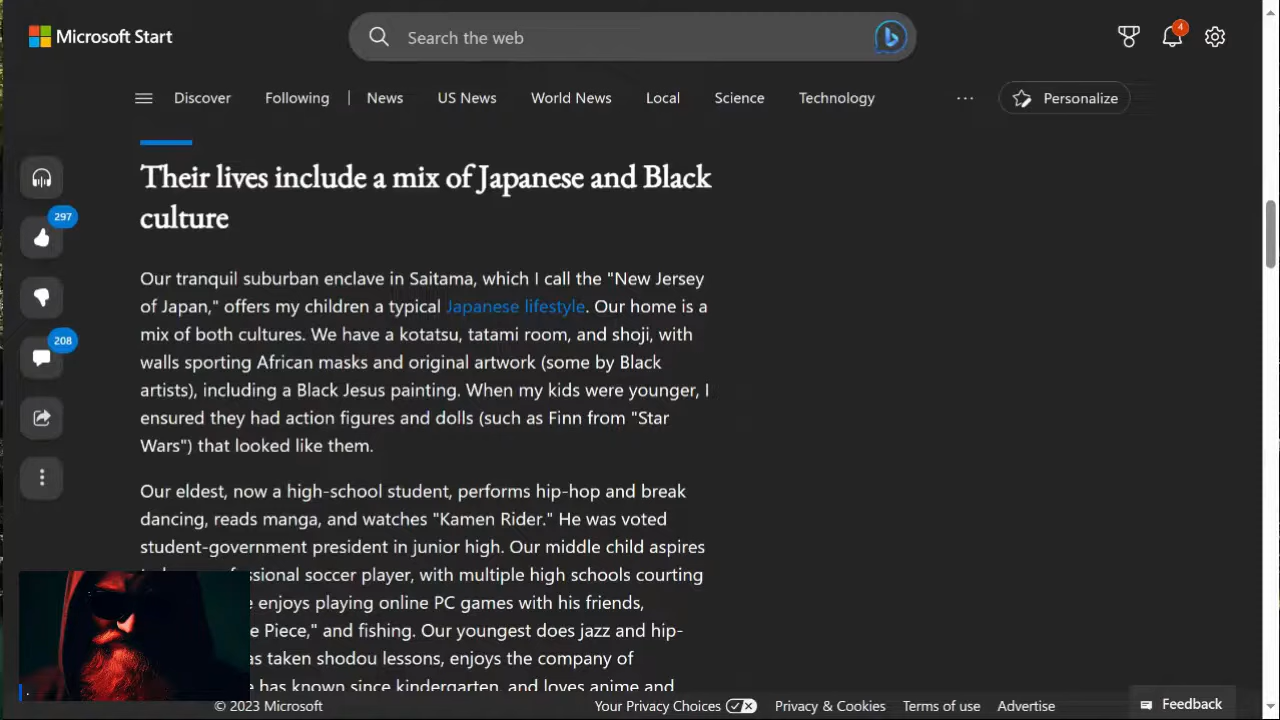 Microsoft Start
Search the web
4
Discover
Following
News
US News
World News
Local
Science
Technology
Personalize
Their lives include a mix of Japanese and Black
culture
297
Our tranquil suburban enclave in Saitama, which I call the "New Jersey
of Japan," offers my children a typical Japanese lifestyle. Our home is a
mix of both cultures. We have a kotatsu, tatami room, and shoji, with
208
walls sporting African masks and original artwork (some by Black
artists), including a Black Jesus painting. When my kids were younger, I
ensured they had action figures and dolls (such as Finn from "Star
Wars") that looked like them.
Our eldest, now a high-school student, performs hip-hop and break
dancing, reads manga, and watches "Kamen Rider." He was voted
student-government president in junior high. Our middle child aspires
soccer player, with multiple high schools courting
enjoys playing online PC games with his friends,
Piece," and fishing. Our youngest does jazz and hip-
taken shodou lessons, enjoys the company of
has known since kindergarten, and loves anime and
© 2023 Microsoft
Your Privacy Choices
Privacy & Cookies
Terms of use
Advertise
Feedback